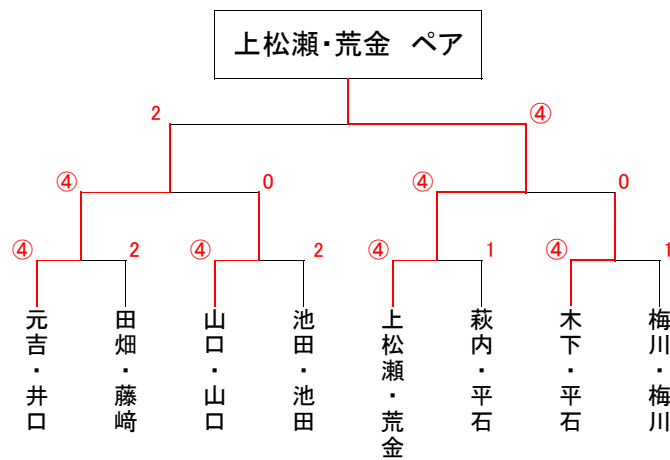 上松瀬・荒金 ペア
2 ④
④ 0 ④ 0
④ 2 ④ 2 ④ 1 ④ 1
元吉・井口
田畑・藤﨑
山口・山口
池田・池田
上松瀬・荒金
萩内・平石
木下・平石
梅川・梅川